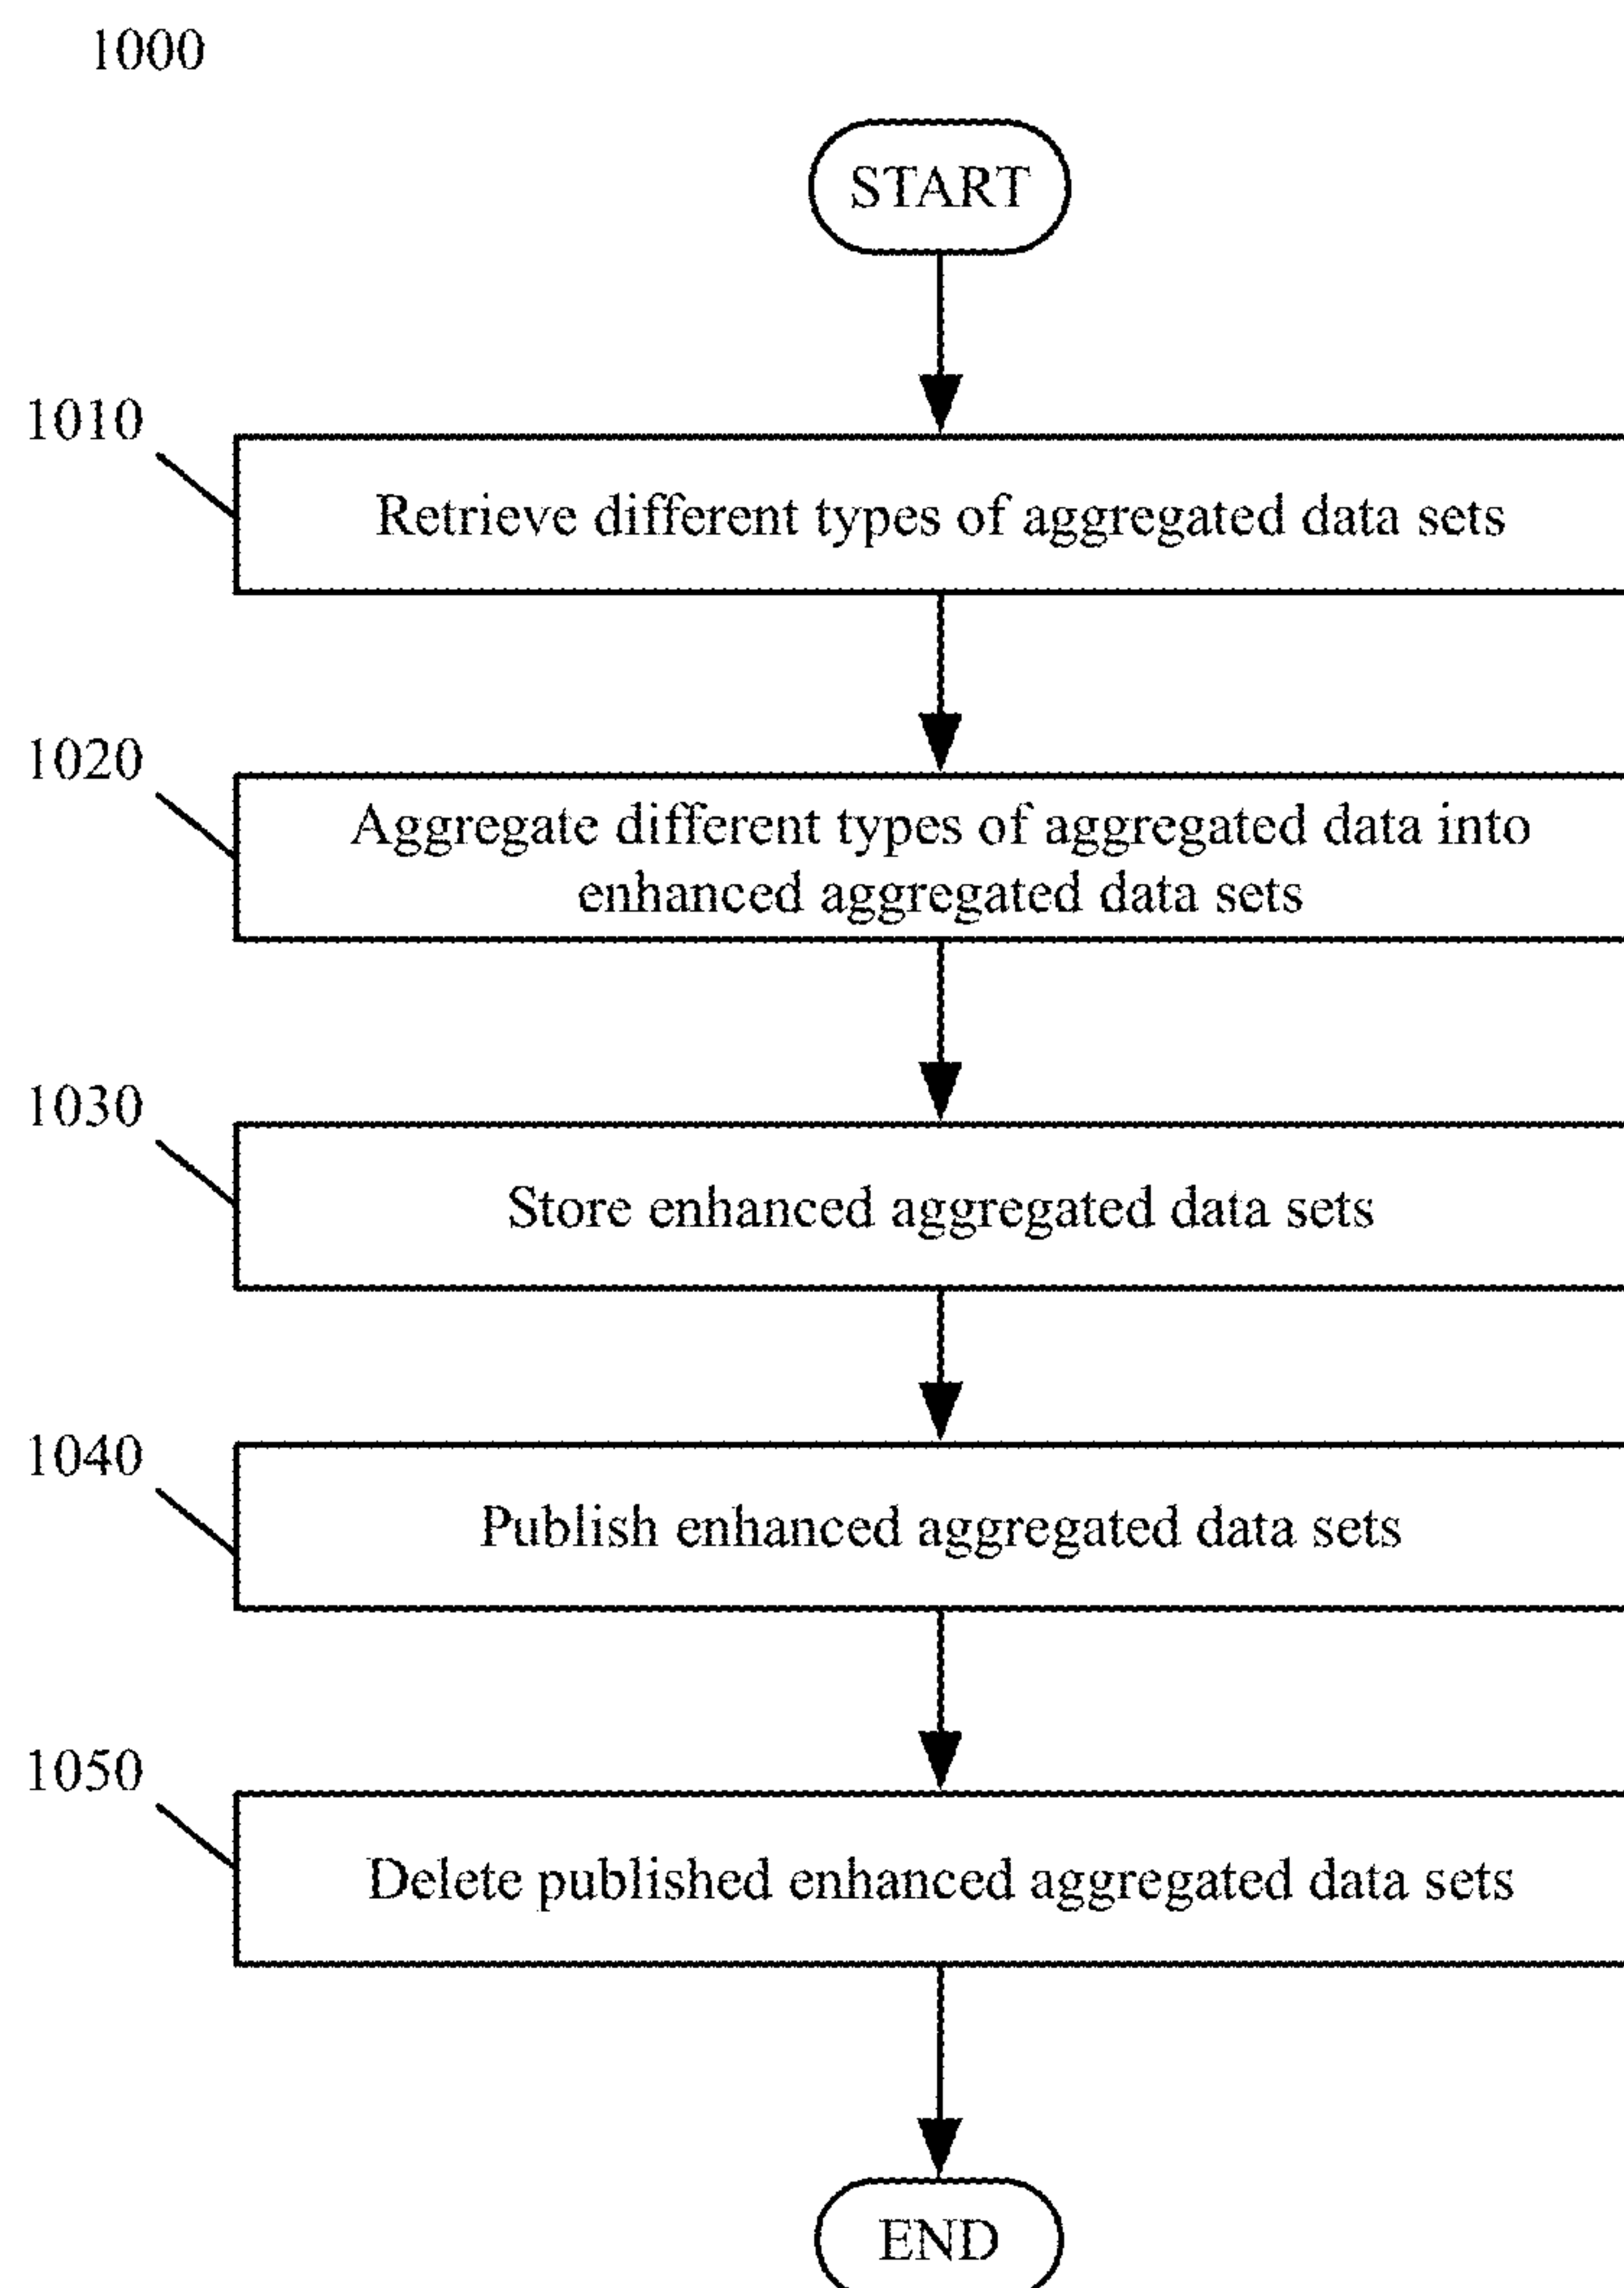 1000
START
1010
Retrieve different types of aggregated data sets
1020
Aggregate different types of aggregated data into
enhanced aggregated data sets
1030
Store enhanced aggregated data sets
1040
Publish enhanced aggregated data sets
1050
Delete published enhanced aggregated data sets
END